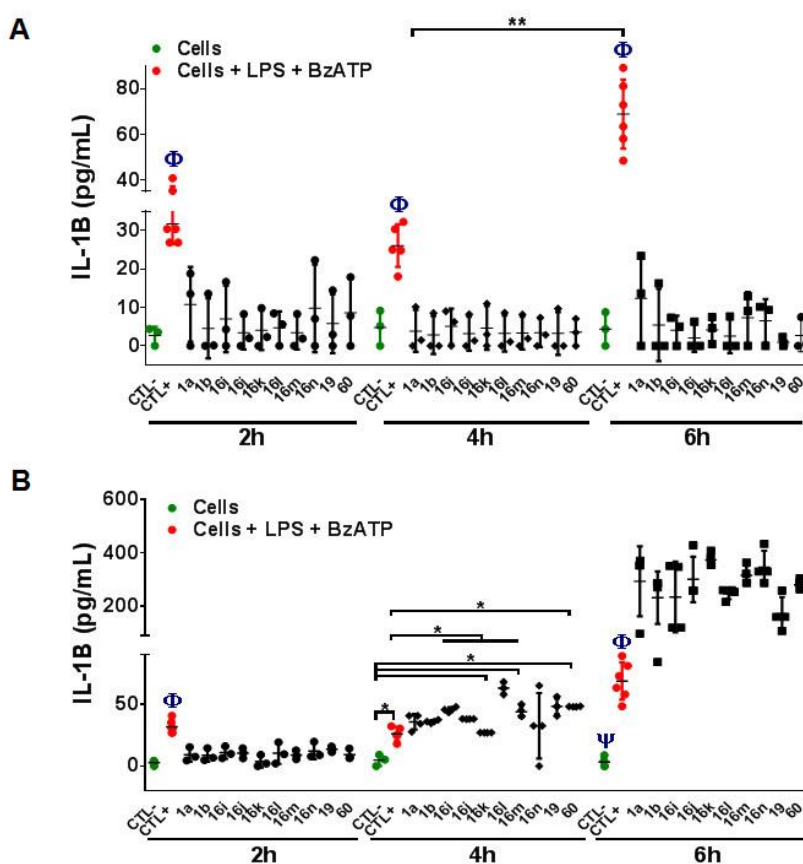 A
**
Cells
Cells + LPS + BzATP
Φ
Φ
Φ
IL-1B (pg/mL)
80
60
40
30
20
10
0
CTL- CTL+ 1a 1b 16i 16j 16k 16l 16m 16n 19 60 CTL- CTL+ 1a 1b 16i 16j 16k 16l 16m 16n 19 60 CTL- CTL+ 1a 1b 16i 16j 16k 16l 16m 16n 19 60
2h 4h 6h
B
Cells
Cells + LPS + BzATP
IL-1B (pg/mL)
600
400
200
50
0
*
*
*
*
Φ
Φ
Ψ
CTL- CTL+ 1a 1b 16i 16j 16k 16l 16m 16n 19 60 CTL- CTL+ 1a 1b 16i 16j 16k 16l 16m 16n 19 60 CTL- CTL+ 1a 1b 16i 16j 16k 16l 16m 16n 19 60
2h 4h 6h